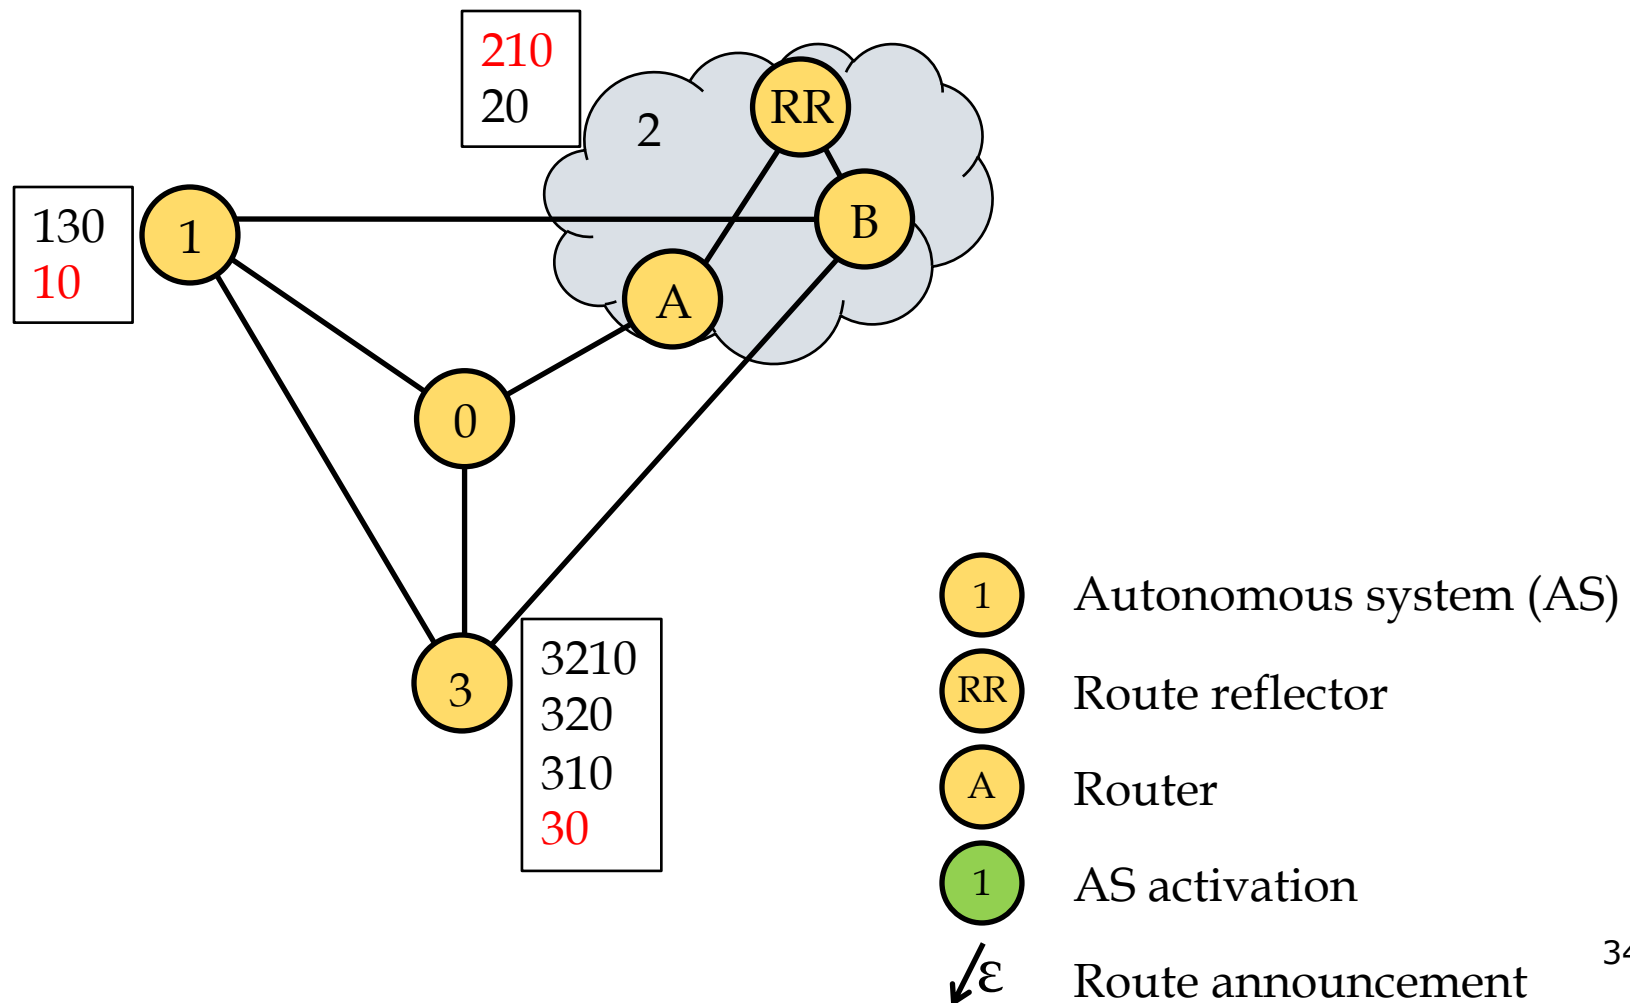 210
20
2
RR
130
10
1
B
A
0
3
3210
320
310
30
1 Autonomous system (AS)
RR Route reflector
A Router
1 AS activation
ε Route announcement
34